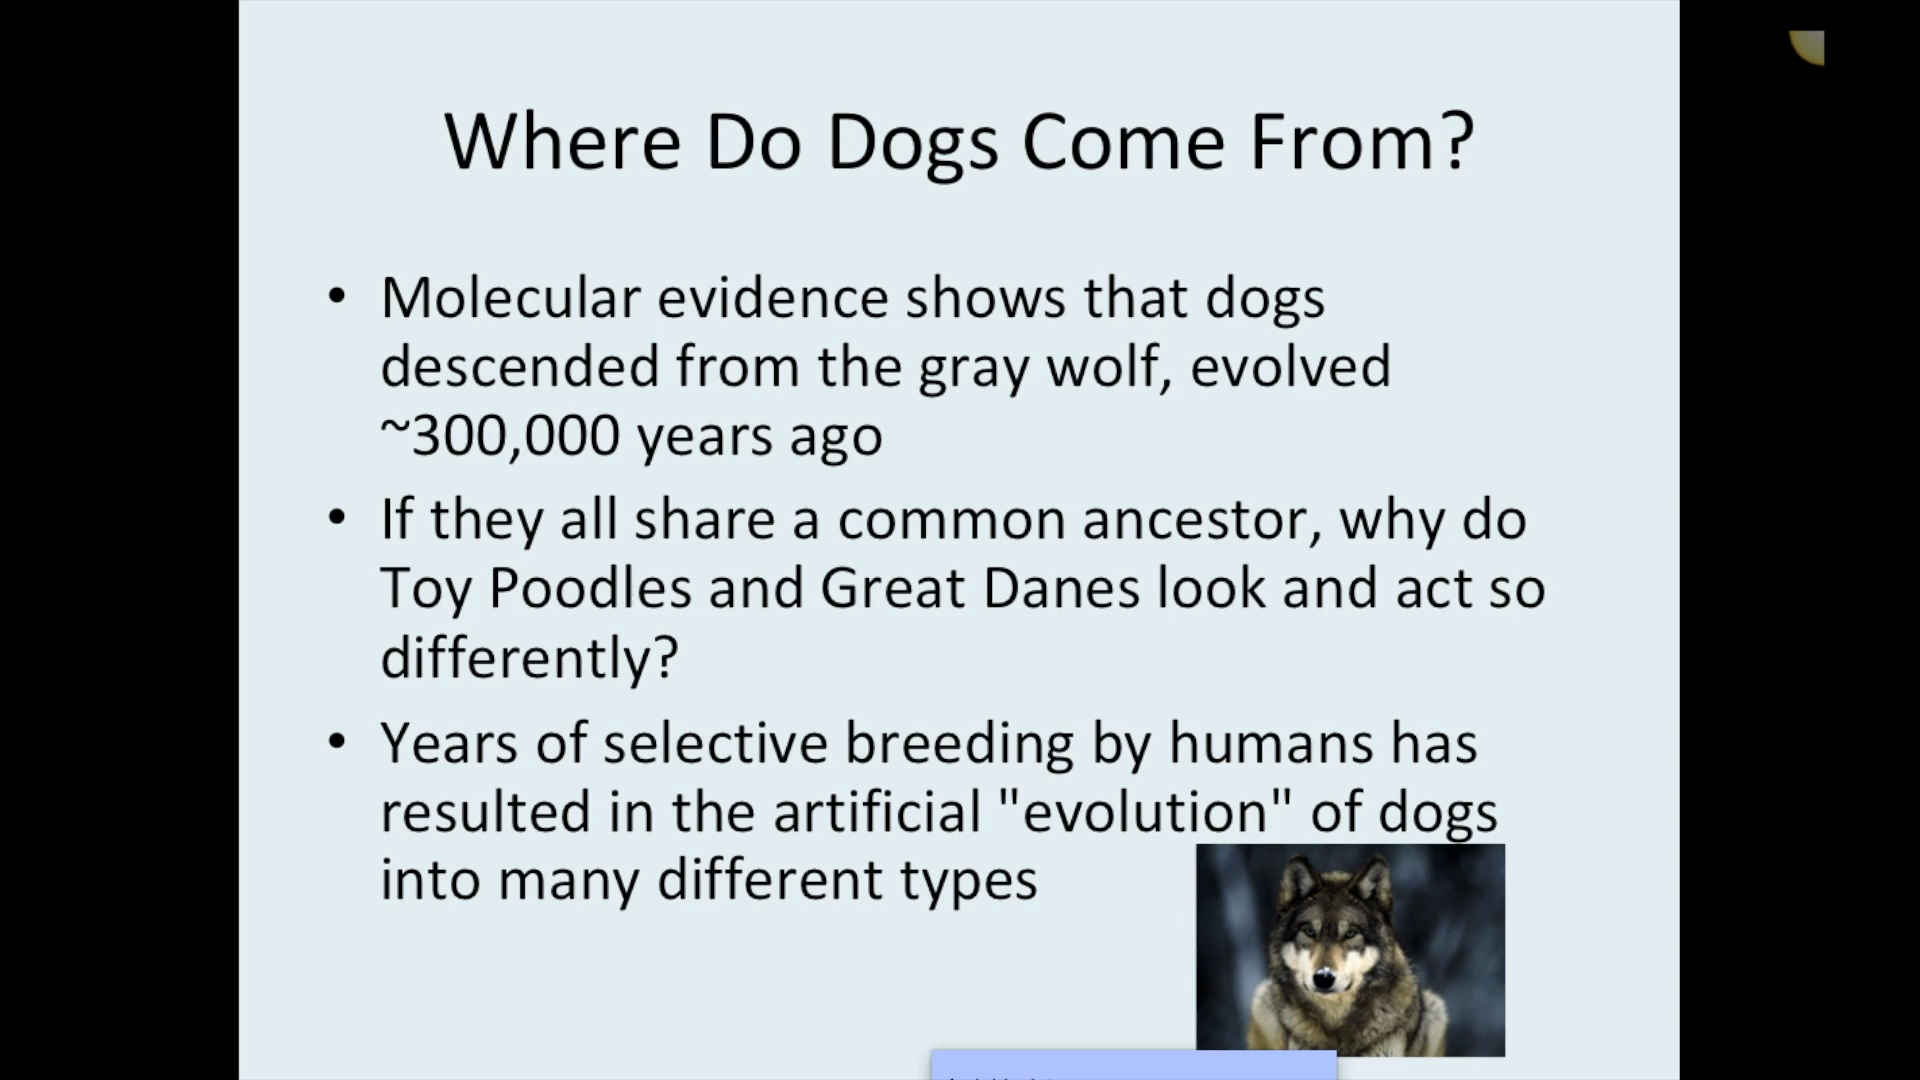 Where Do Dogs Come From?
• Molecular evidence shows that dogs
descended from the gray wolf, evolved
~300,000 years ago
• If they all share a common ancestor, why do
Toy Poodles and Great Danes look and act so
differently?
• Years of selective breeding by humans has
resulted in the artificial "evolution" of dogs
into many different types